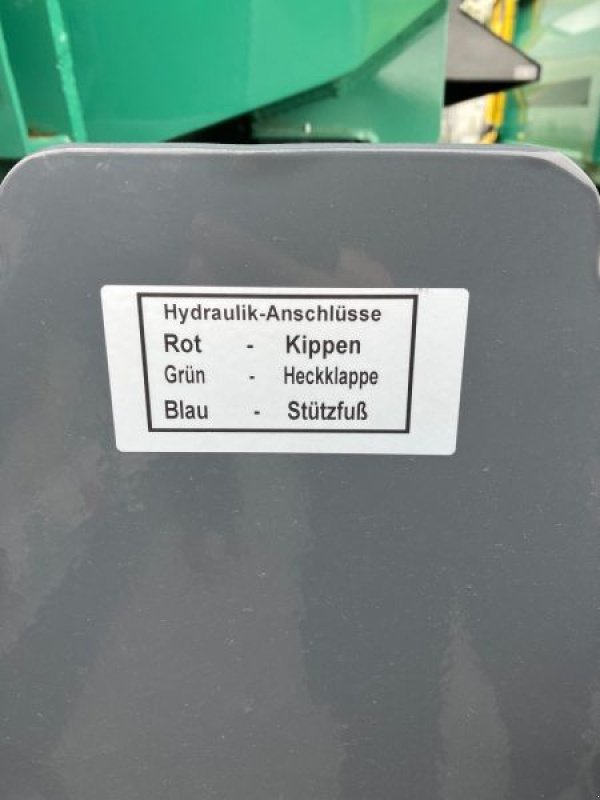 Hydraulik-Anschlüsse
Rot - Kippen
Grün - Heckklappe
Blau - Stützfuß